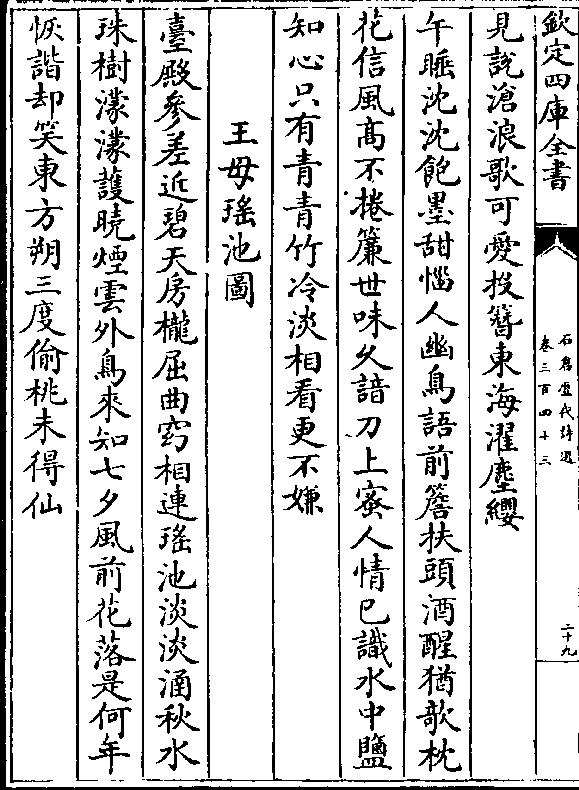 欽定四庫全書
石倉歷代詩選
卷三百四十三
二十九
見説滄浪歌可愛投簪東海濯塵纓
午睡沈沈飽墨甜惱人幽鳥語前簷扶頭酒醒猶歌枕
花信風髙不捲簾世味久諳刀上蜜人情已識水中鹽
知心只有青青竹冷淡相看更不嫌
王母瑤池圖
臺殿參差近碧天房櫳屈曲窈相連瑤池淡淡涵秋水
珠樹濛濛護曉煙雲外鳥來知七夕風前花落是何年
恢諧却笑東方朔三度偷桃未得仙